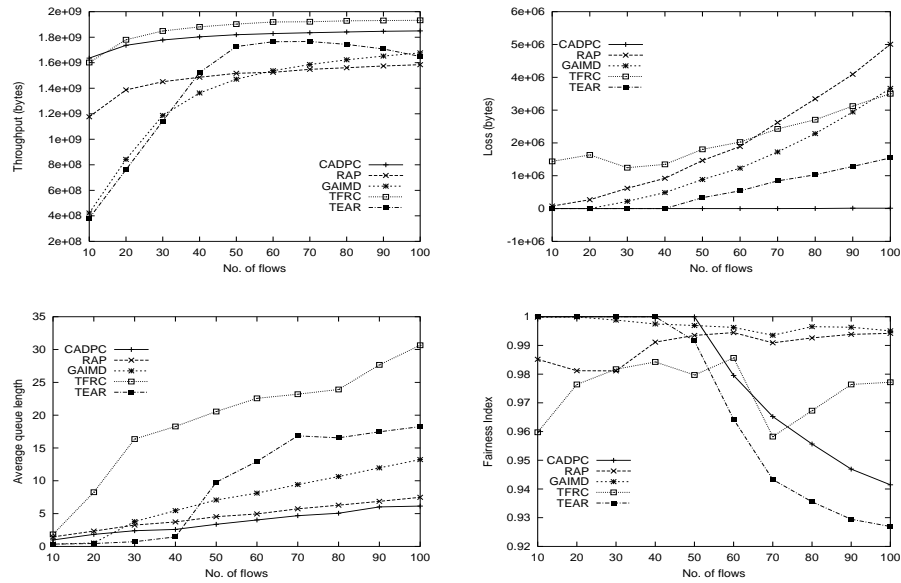 2e+09
1.8e+09
1.6e+09
1.4e+09
1.2e+09
1e+09
8e+08
6e+08
4e+08
2e+08
Throughput (bytes)
CADPC
RAP
GAIMD
TFRC
TEAR
10 20 30 40 50 60 70 80 90 100
No. of flows
6e+06
5e+06
4e+06
3e+06
2e+06
1e+06
0
-1e+06
Loss (bytes)
CADPC
RAP
GAIMD
TFRC
TEAR
10 20 30 40 50 60 70 80 90 100
No. of flows
35
30
25
20
15
10
5
0
Average queue length
CADPC
RAP
GAIMD
TFRC
TEAR
10 20 30 40 50 60 70 80 90 100
No. of flows
1
0.99
0.98
0.97
0.96
0.95
0.94
0.93
0.92
Fairness Index
CADPC
RAP
GAIMD
TFRC
TEAR
10 20 30 40 50 60 70 80 90 100
No. of flows